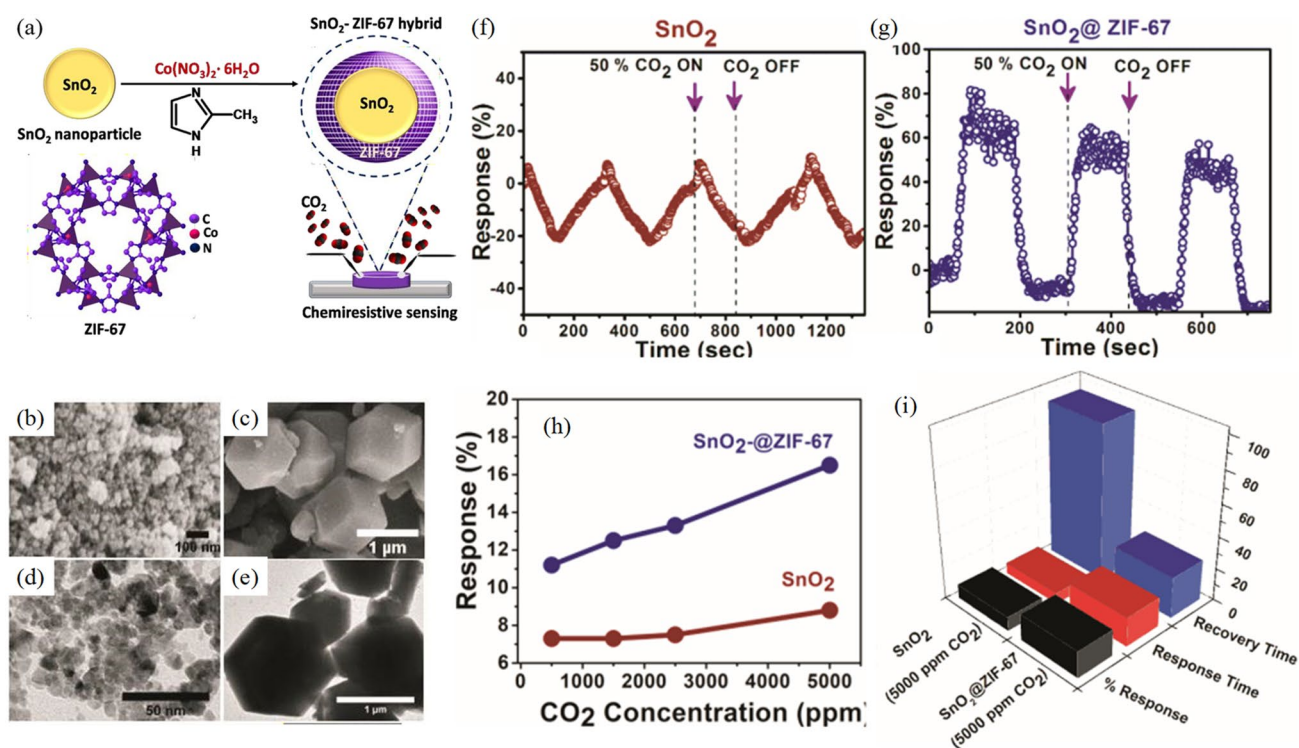 (a)
SnO2- ZIF-67 hybrid
Co(NO3)2· 6H2O
SnO2
N
CH3
N
H
SnO2 nanoparticle
SnO2
ZIF-67
CO2
C
Co
N
ZIF-67
Chemiresistive sensing
(f)
SnO2
50 % CO2 ON
CO2 OFF
Response (%)
40
20
0
-20
-40
0 200 400 600 800 1000 1200
Time (sec)
(g)
SnO2@ ZIF-67
50 % CO2 ON
CO2 OFF
Response (%)
100
80
60
40
20
0
0 200 400 600
Time (sec)
(b)
100 nm
(c)
1 µm
(d)
50 nm
(e)
1 µm
(h)
Response (%)
20
18
16
14
12
10
8
6
SnO2-@ZIF-67
SnO2
0 1000 2000 3000 4000 5000
CO2 Concentration (ppm)
(i)
100
80
60
40
20
0
Recovery Time
Response Time
% Response
SnO2
(5000 ppm CO2)
SnO2@ZIF-67
(5000 ppm CO2)